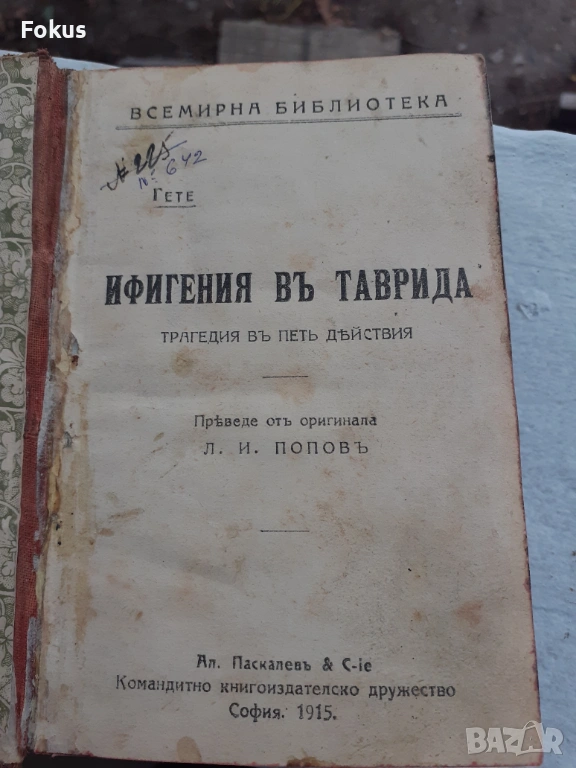 Fokus
ВСЕМИРНА БИБЛИОТЕКА
№ 225
№ 642
Гете
ИФИГЕНИЯ ВЪ ТАВРИДА
ТРАГЕДИЯ ВЪ ПЕТЬ ДѢЙСТВИЯ
Прѣведе отъ оригинала
Л. И. ПОПОВЪ
Ал. Паскалевъ & C-ie
Командитно книгоиздателско дружество
София. 1915.
BAZAR